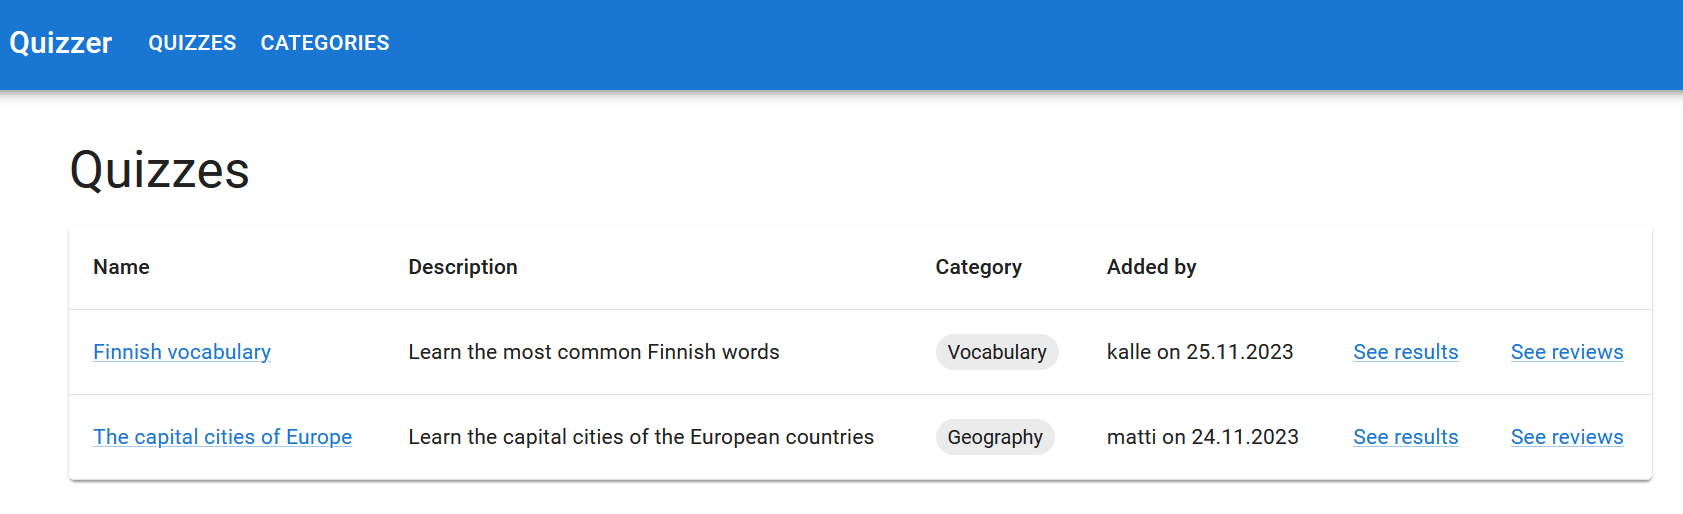 Quizzer QUIZZES CATEGORIES
Quizzes
Name Description Category Added by
Finnish vocabulary Learn the most common Finnish words Vocabulary kalle on 25.11.2023 See results See reviews
The capital cities of Europe Learn the capital cities of the European countries Geography matti on 24.11.2023 See results See reviews